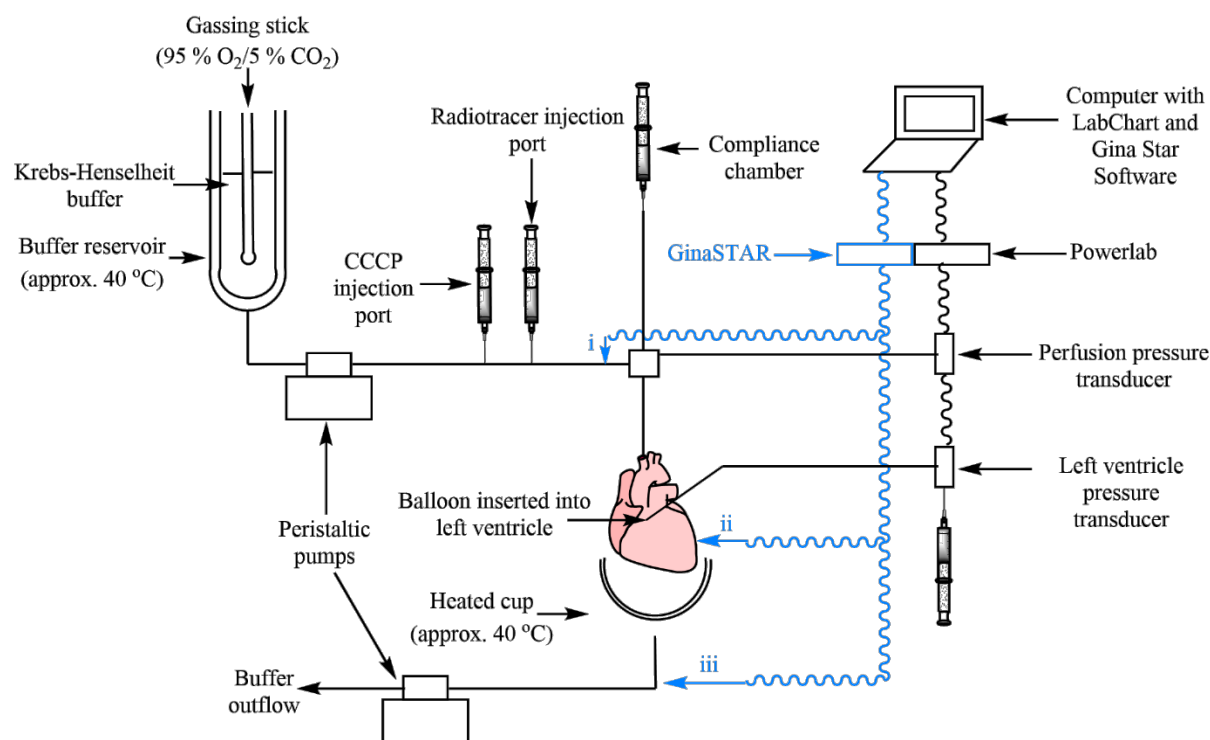 Gassing stick
(95 % O₂/5 % CO₂)
Krebs-Henselheit
buffer
Buffer reservoir
(approx. 40 °C)
Radiotracer injection
port
CCCP
injection
port
Compliance
chamber
Computer with
LabChart and
Gina Star
Software
GinaSTAR
Powerlab
i
Perfusion pressure
transducer
Balloon inserted into
left ventricle
ii
Left ventricle
pressure
transducer
Peristaltic
pumps
Heated cup
(approx. 40 °C)
iii
Buffer
outflow